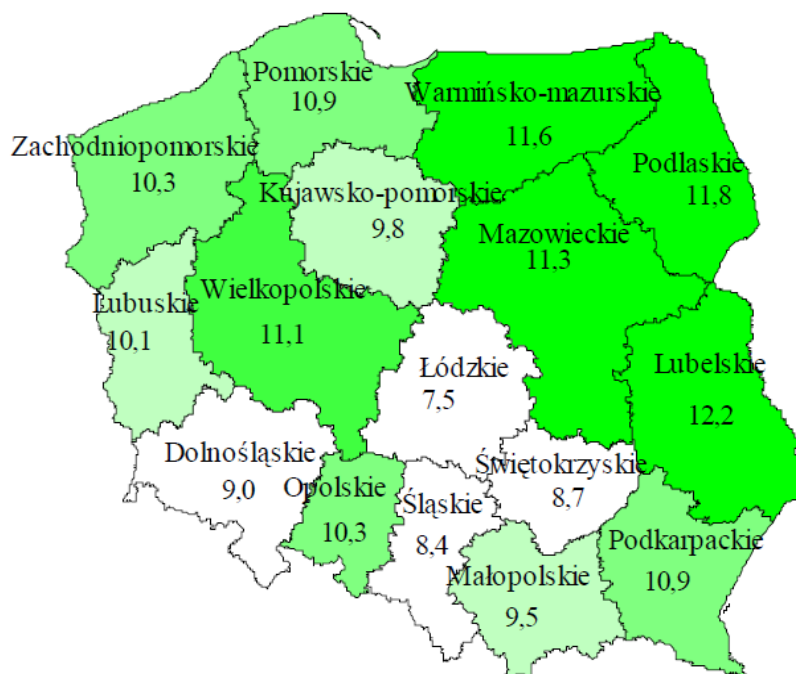 Pomorskie
10,9
Warmińsko-mazurskie
11,6
Zachodniopomorskie
10,3
Podlaskie
11,8
Kujawsko-pomorskie
9,8
Mazowieckie
11,3
Lubuskie
10,1
Wielkopolskie
11,1
Łódzkie
7,5
Lubelskie
12,2
Dolnośląskie
9,0
Opolskie
10,3
Śląskie
8,4
Świętokrzyskie
8,7
Małopolskie
9,5
Podkarpackie
10,9